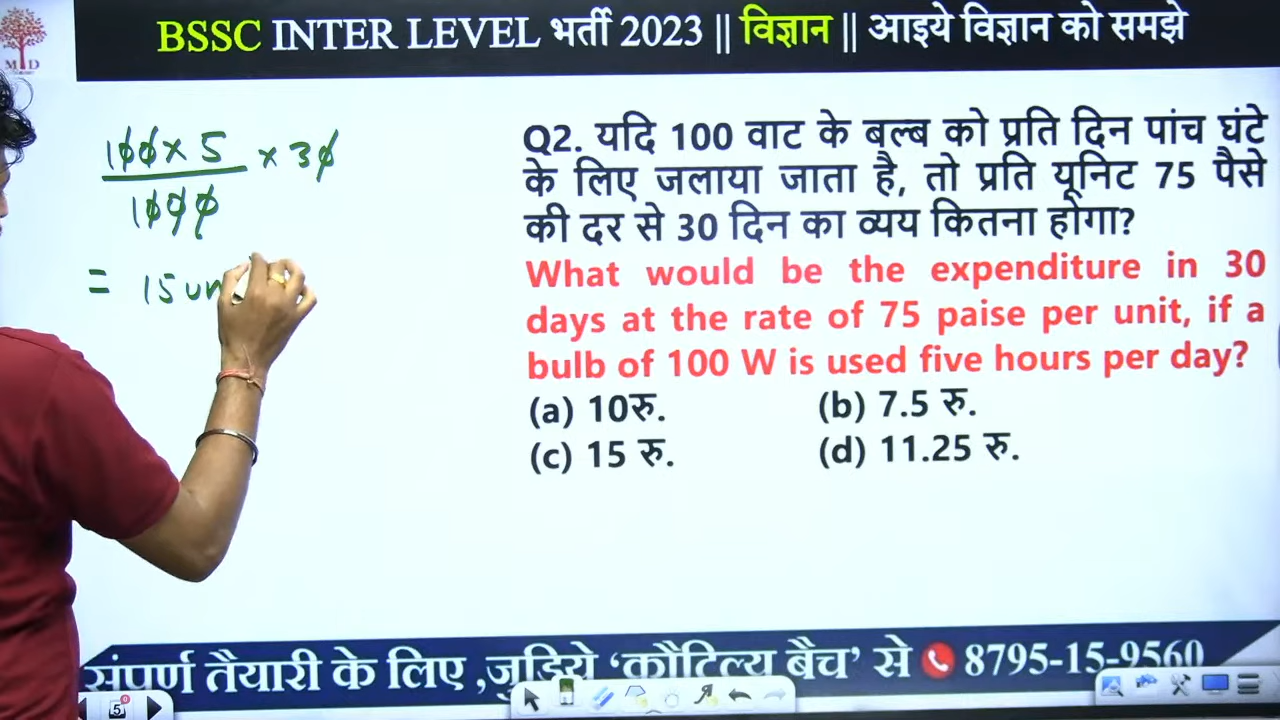 BSSC INTER LEVEL भर्ती 2023 || विज्ञान || आइये विज्ञान को समझे
100 × 5 × 30
1000
= 15 un
Q2. यदि 100 वाट के बल्ब को प्रति दिन पांच घंटे
के लिए जलाया जाता है, तो प्रति यूनिट 75 पैसे
की दर से 30 दिन का व्यय कितना होगा?
What would be the expenditure in 30
days at the rate of 75 paise per unit, if a
bulb of 100 W is used five hours per day?
(a) 10रु. (b) 7.5 रु.
(c) 15 रु. (d) 11.25 रु.
संपूर्ण तैयारी के लिए ,जुड़िये ‘कौटिल्य बैच’ से 8795-15-9560
5